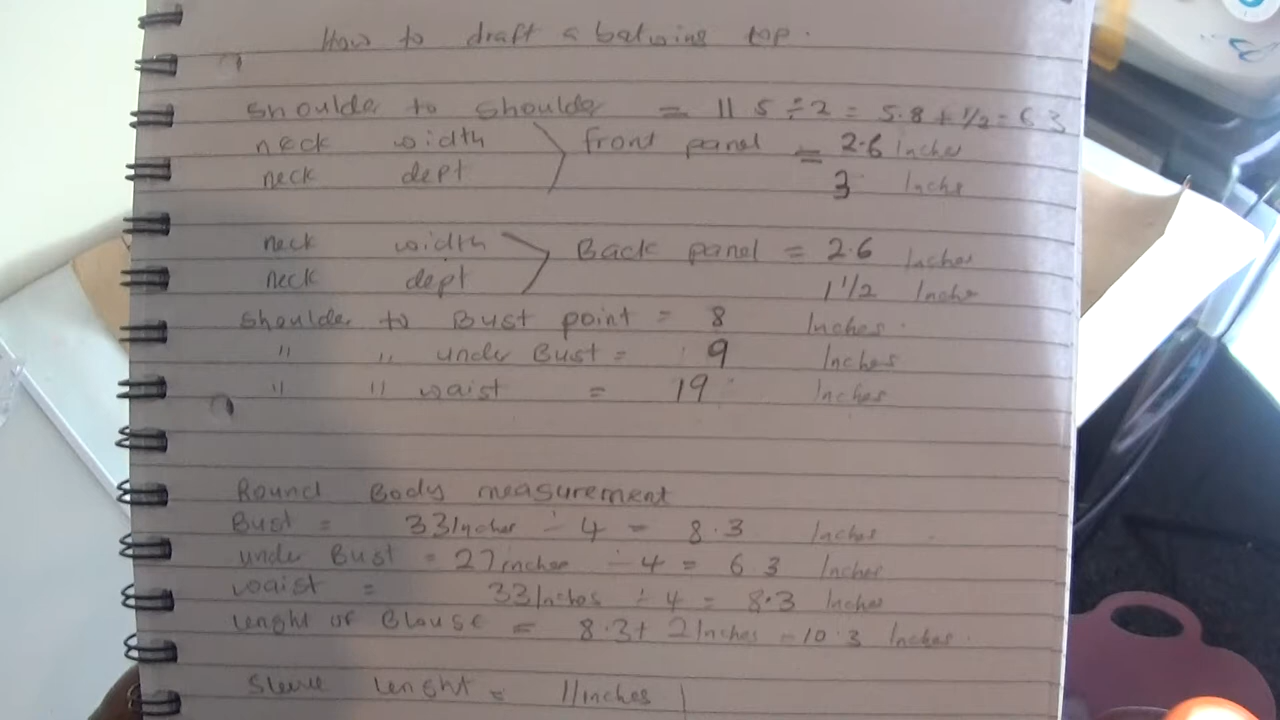 How to draft a batwing top.
Shoulder to shoulder = 11 5 ÷ 2 = 5.8 + 1/2 = 6.3
neck width > front panel = 2.6 Inches
neck dept 3 Inche
neck width > Back panel = 2.6 Inches
neck dept 1 1/2 Inche
shoulder to Bust point = 8 Inches.
" " under Bust = 9 Inches
" " waist = 19 Inches
Round Body measurement
Bust = 33 Inches ÷ 4 = 8.3 Inches
under Bust = 27 inches ÷ 4 = 6.3 Inches
waist = 33 Inches ÷ 4 = 8.3 Inches
Lenght of Blouse = 8.3 + 2 Inches = 10.3 Inches.
Sleeve lenght = 11 inches